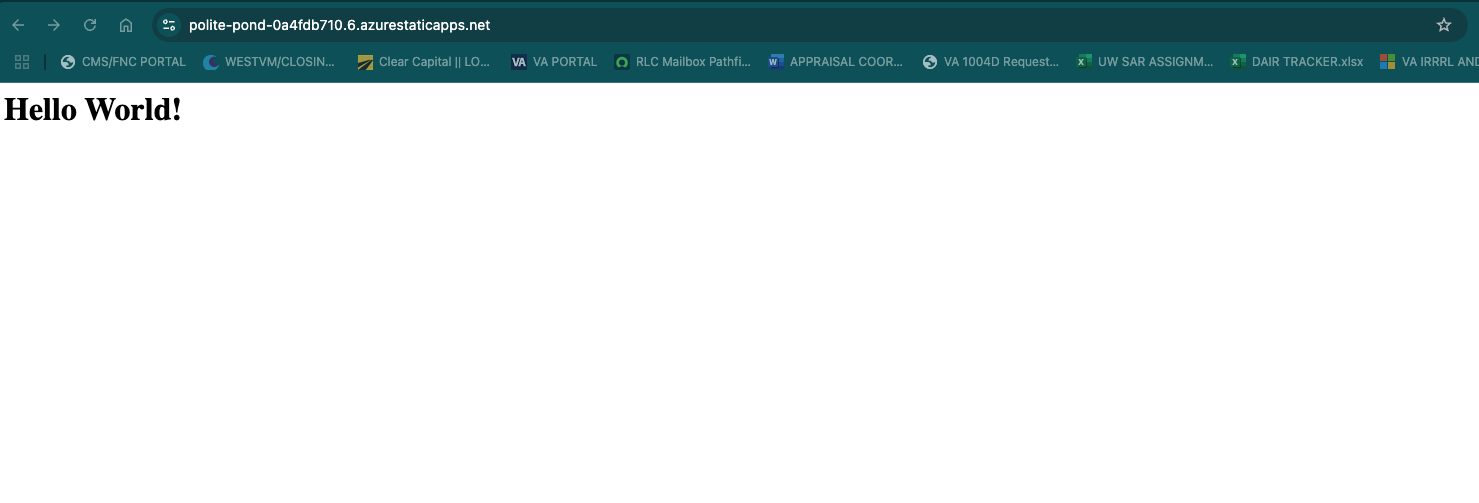 polite-pond-0a4fdb710.6.azurestaticapps.net
CMS/FNC PORTAL WESTVM/CLOSIN... Clear Capital || LO... VA VA PORTAL RLC Mailbox Pathfi... W APPRAISAL COOR... VA 1004D Request... X UW SAR ASSIGNM... X DAIR TRACKER.xlsx VA IRRRL AND
Hello World!